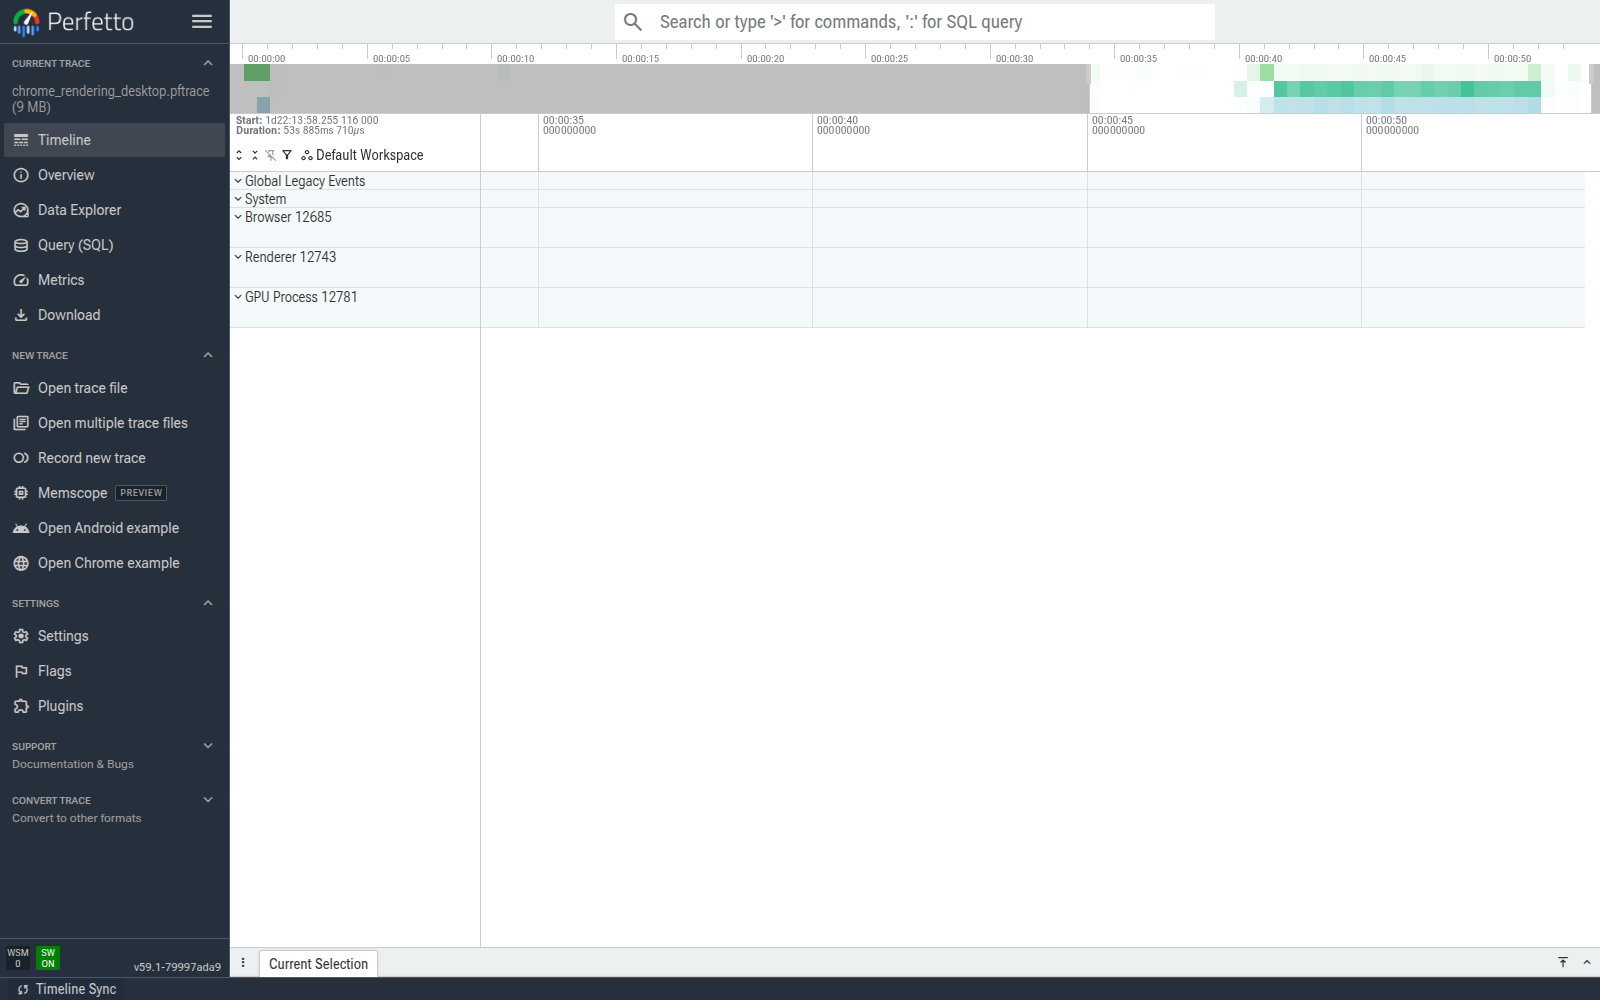 Perfetto
Search or type '>' for commands, ':' for SQL query
CURRENT TRACE
chrome_rendering_desktop.pftrace
(9 MB)
Timeline
Overview
Data Explorer
Query (SQL)
Metrics
Download
NEW TRACE
Open trace file
Open multiple trace files
Record new trace
Memscope PREVIEW
Open Android example
Open Chrome example
SETTINGS
Settings
Flags
Plugins
SUPPORT
Documentation & Bugs
CONVERT TRACE
Convert to other formats
WSM
0
SW
ON
v59.1-79997ada9
00:00:00 00:00:05 00:00:10 00:00:15 00:00:20 00:00:25 00:00:30 00:00:35 00:00:40 00:00:45 00:00:50
Start: 1d22:13:58.255 116 000
Duration: 53s 885ms 710µs
00:00:35 00:00:40 00:00:45 00:00:50
000000000 000000000 000000000 000000000
Default Workspace
Global Legacy Events
System
Browser 12685
Renderer 12743
GPU Process 12781
Current Selection
Timeline Sync